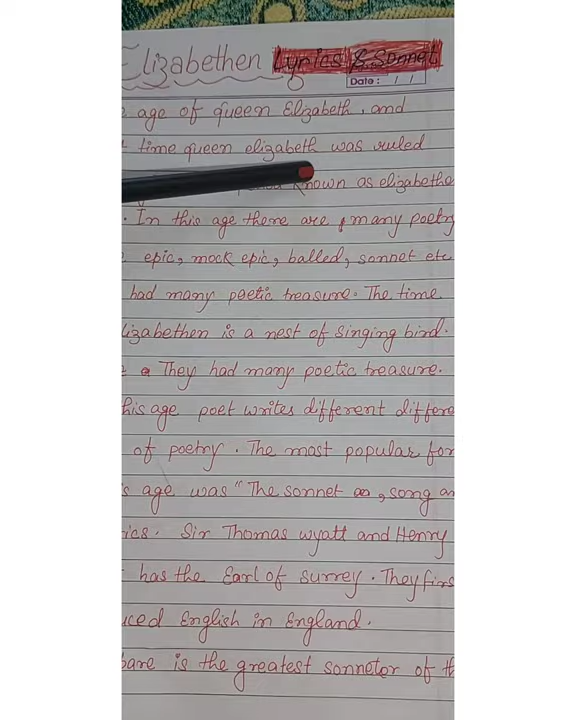 Elizabethen Lyrics & Sonnet
Date: / /
age of queen Elizabeth, and
time queen elizabeth was ruled
known as elizabethe
. In this age there are many poetry
epic, mock epic, balled, sonnet etc
had many poetic treasure. The time
lizabethen is a nest of singing bird.
They had many poetic treasure.
his age poet writes different differe
of poetry. The most popular for
s age was "The sonnet , song an
ics. Sir Thomas wyatt and Henry
has the Earl of surrey. They firs
uced English in England.
pare is the greatest sonneter of th